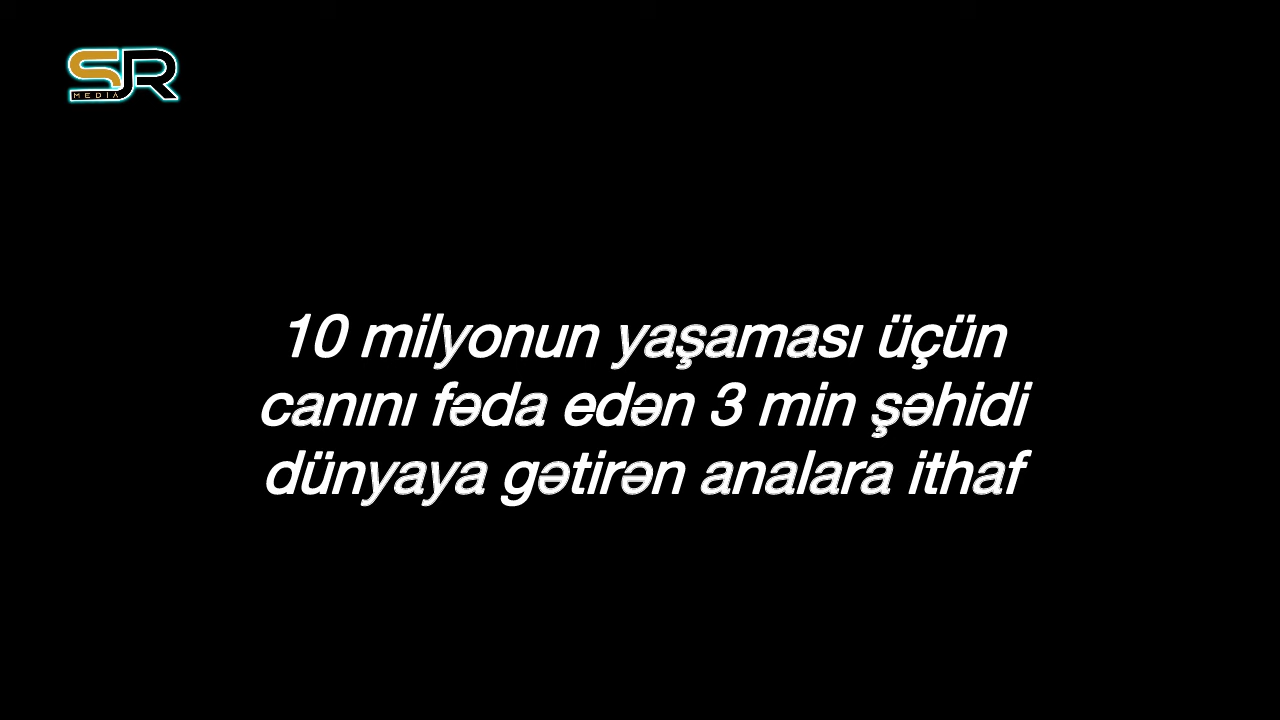 SR
MEDIA
10 milyonun yaşaması üçün
canını fəda edən 3 min şəhidi
dünyaya gətirən analara ithaf